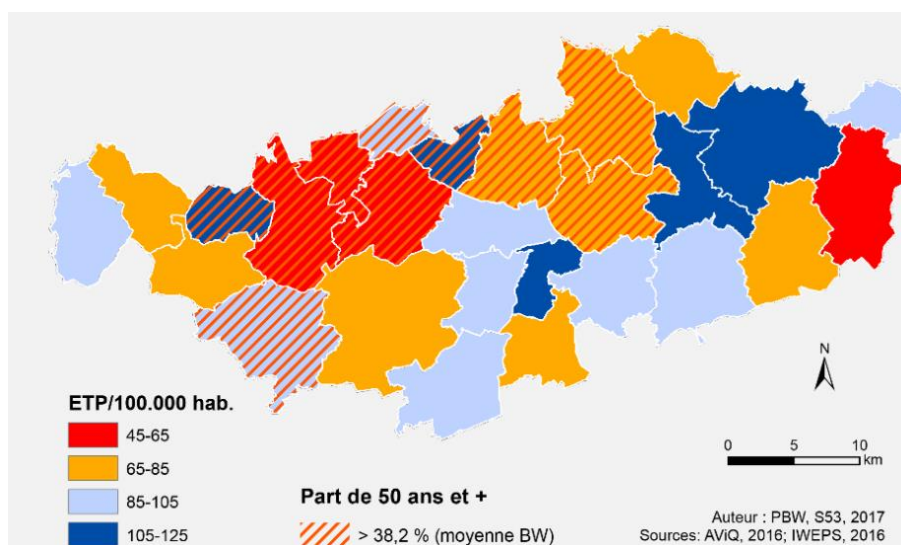 N
ETP/100.000 hab.
45-65
65-85
85-105
105-125
Part de 50 ans et +
> 38,2 % (moyenne BW)
0 5 10
km
Auteur : PBW, S53, 2017
Sources: AViQ, 2016; IWEPS, 2016